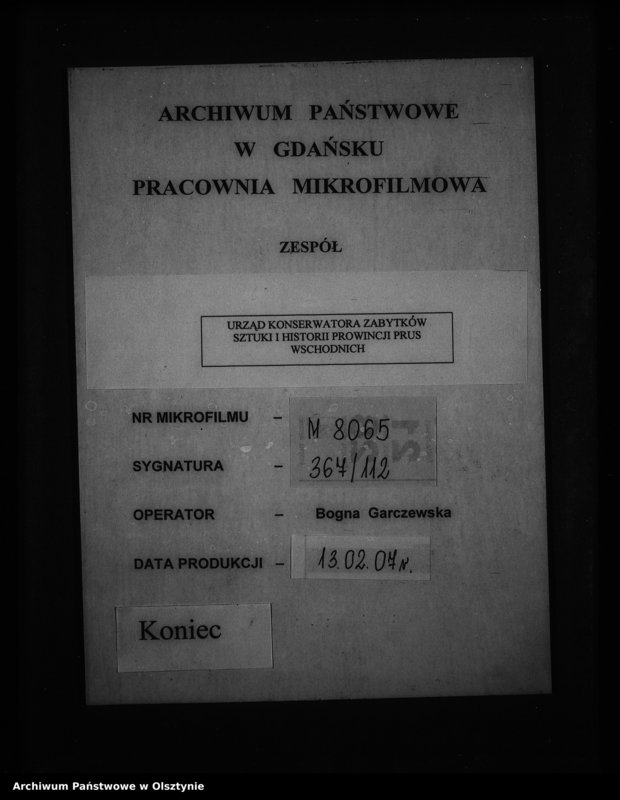 ARCHIWUM PAŃSTWOWE
W GDAŃSKU
PRACOWNIA MIKROFILMOWA
ZESPÓŁ
URZĄD KONSERWATORA ZABYTKÓW
SZTUKI I HISTORII PROWINCJI PRUS
WSCHODNICH
NR MIKROFILMU – M 8065
SYGNATURA – 367/112
OPERATOR – Bogna Garczewska
DATA PRODUKCJI – 13.02.07r.
Koniec
Archiwum Państwowe w Olsztynie